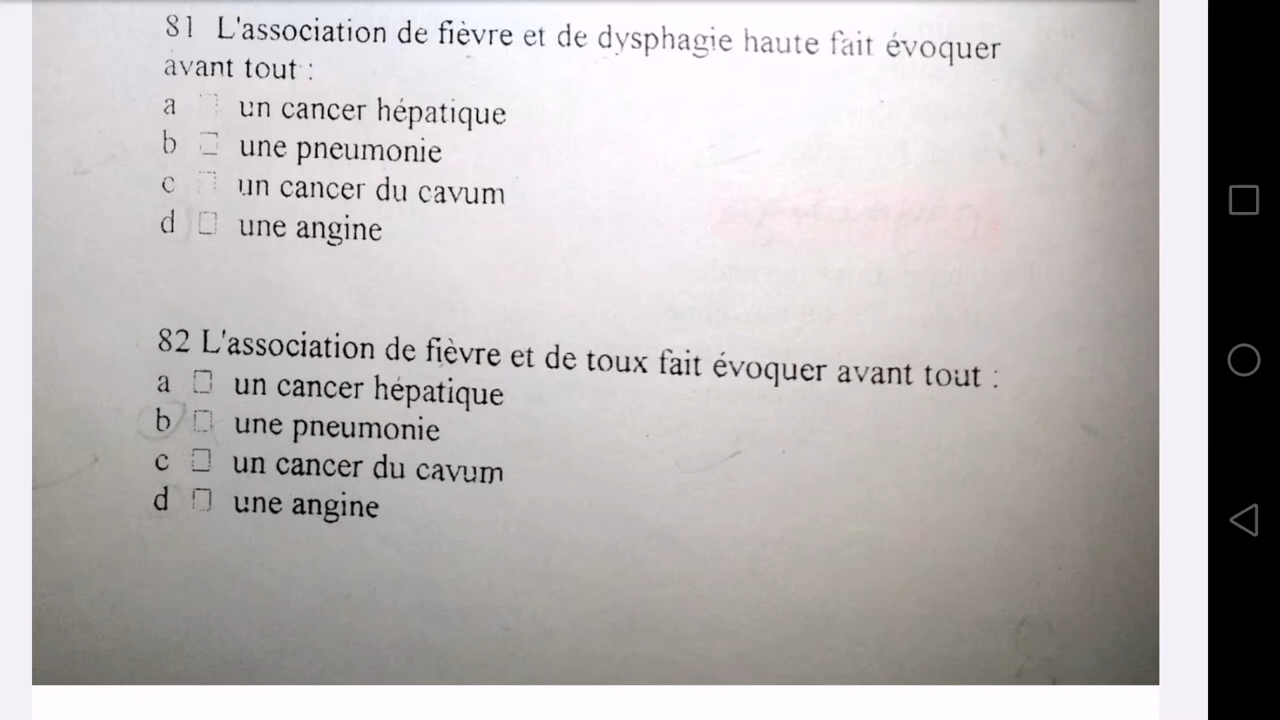 81 L'association de fièvre et de dysphagie haute fait évoquer
avant tout :
a un cancer hépatique
b une pneumonie
c un cancer du cavum
d une angine
82 L'association de fièvre et de toux fait évoquer avant tout :
a un cancer hépatique
b une pneumonie
c un cancer du cavum
d une angine